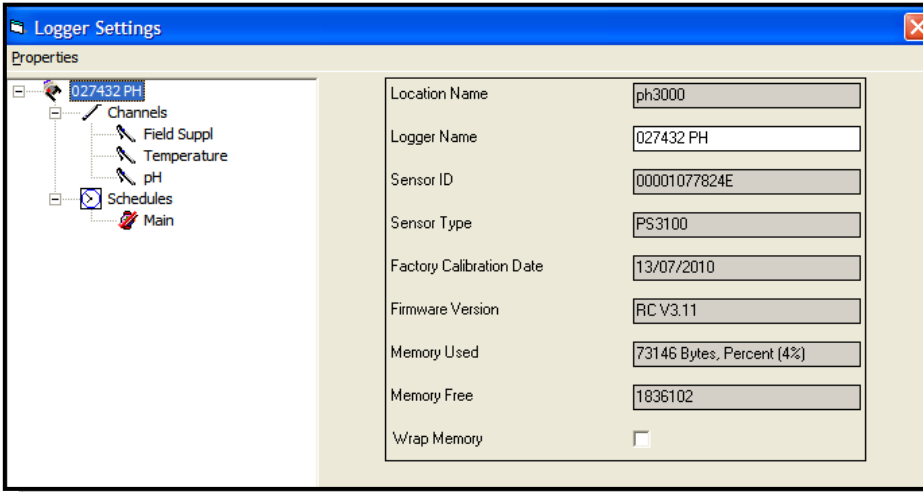 Logger Settings
Properties
027432 PH
Channels
Field Suppl
Temperature
pH
Schedules
Main
Location Name ph3000
Logger Name 027432 PH
Sensor ID 00001077824E
Sensor Type PS3100
Factory Calibration Date 13/07/2010
Firmware Version RC V3.11
Memory Used 73146 Bytes, Percent (4%)
Memory Free 1836102
Wrap Memory